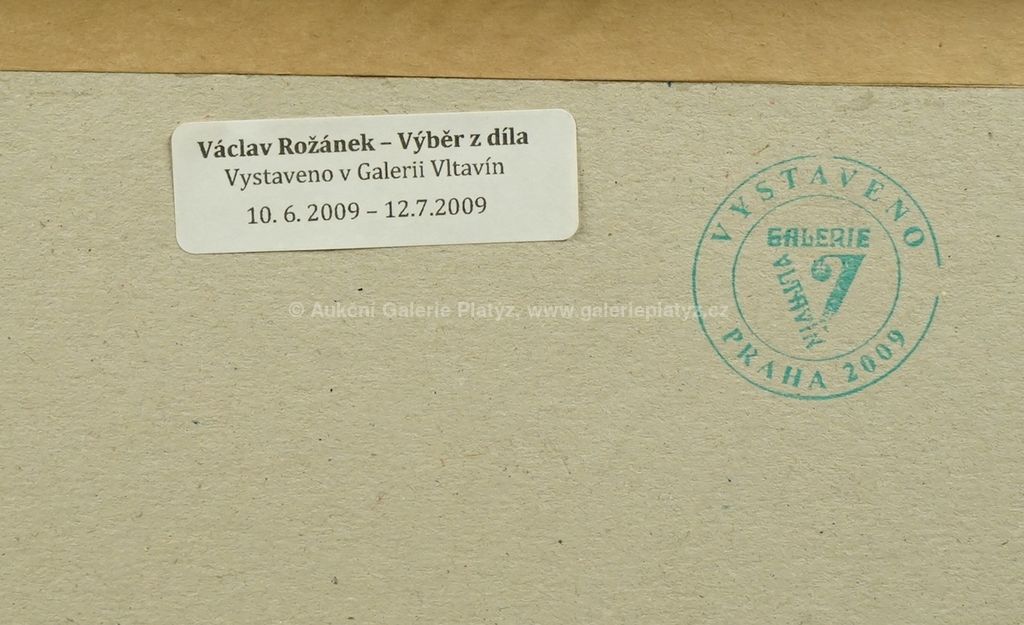 Václav Rožánek – Výběr z díla
Vystaveno v Galerii Vltavín
10. 6. 2009 – 12.7.2009
VYSTAVENO
GALERIE
VLTAVÍN
PRAHA 2009
© Aukční Galerie Platýz, www.galerieplatyz.cz